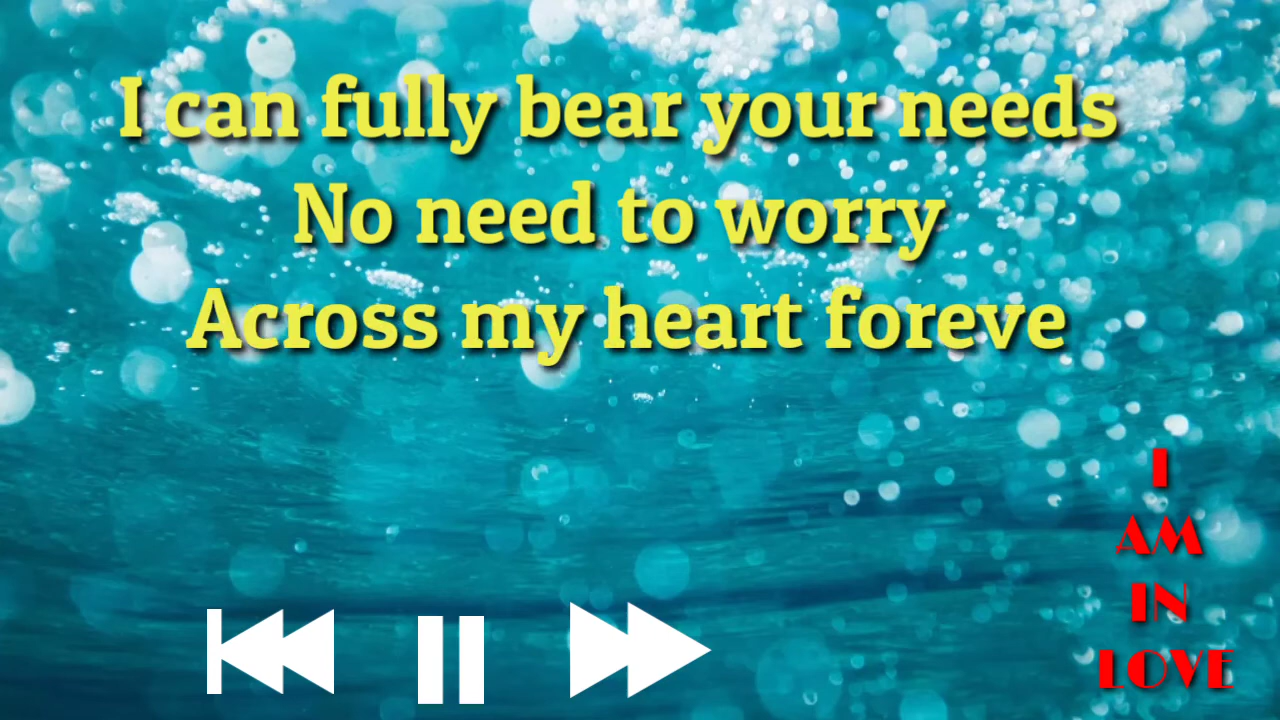 I can fully bear your needs
No need to worry
Across my heart foreve
I
AM
IN
LOVE